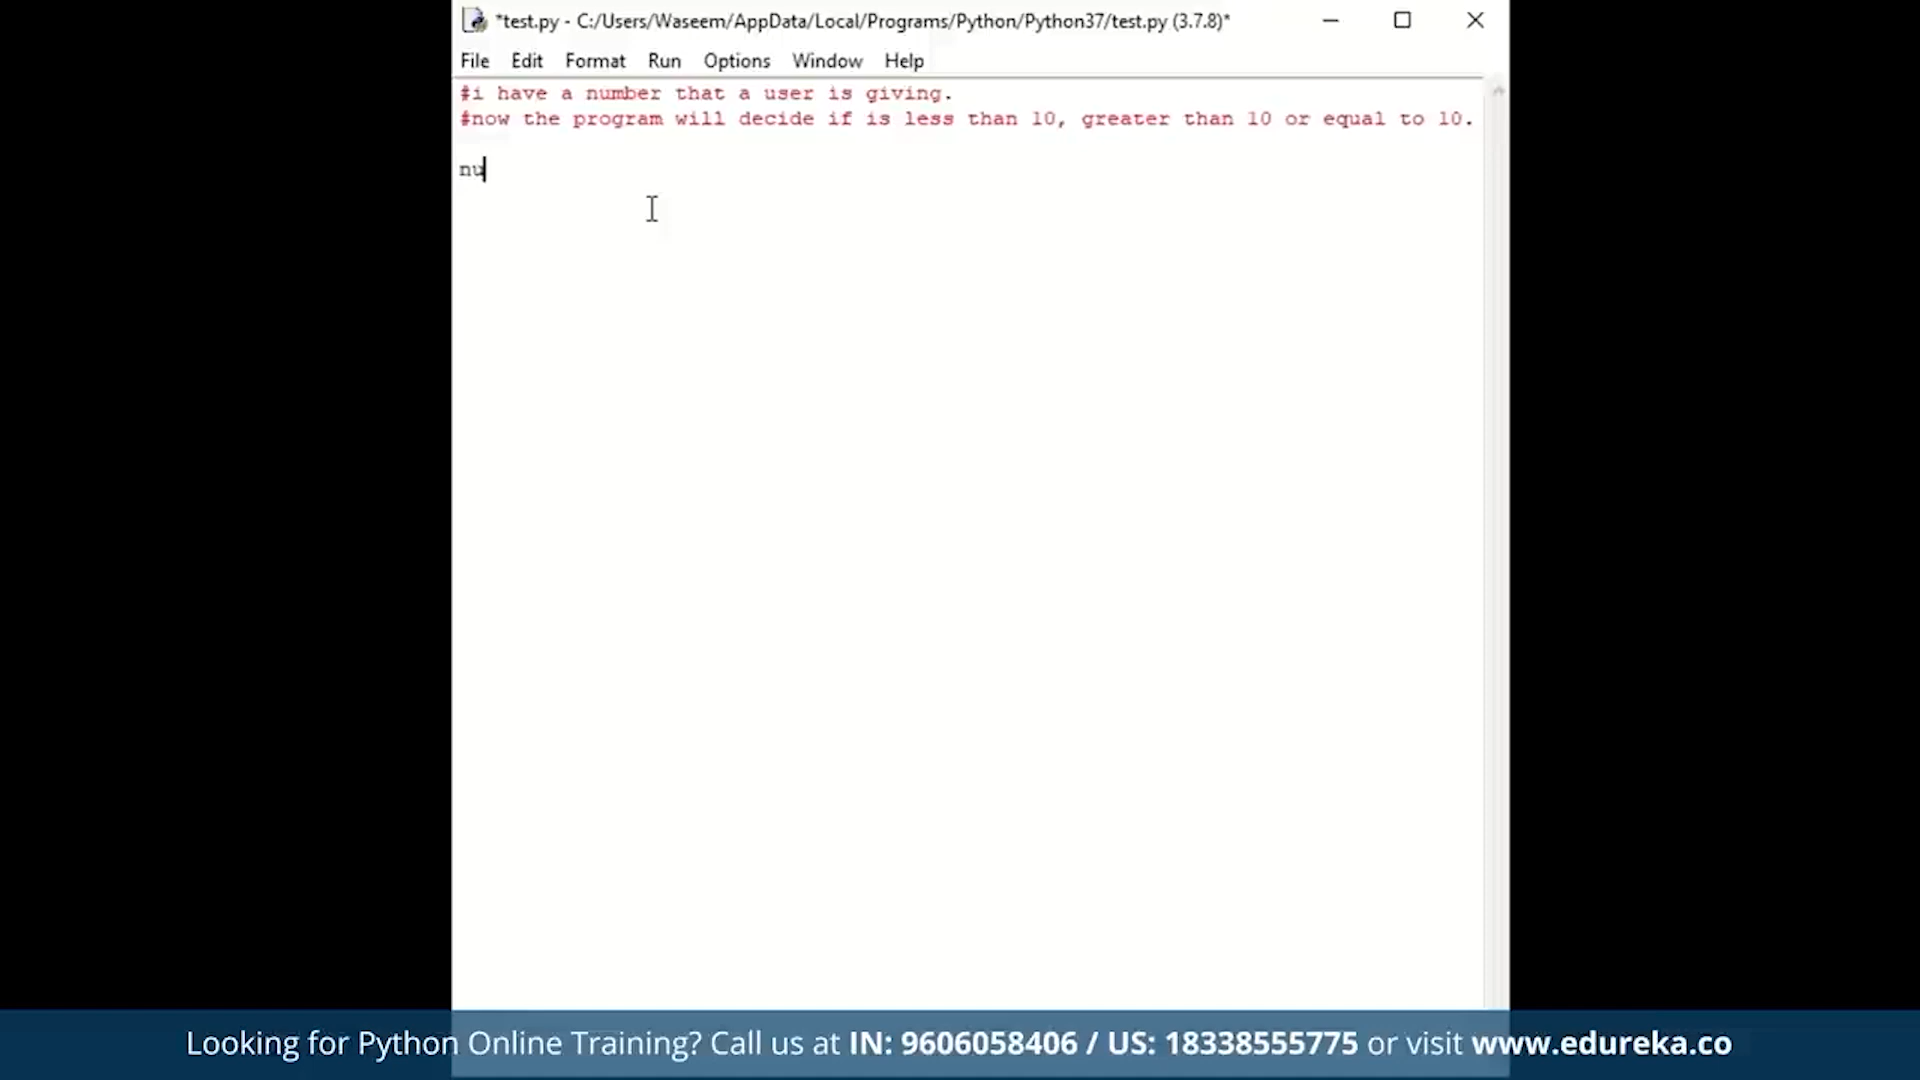 *test.py - C:/Users/Waseem/AppData/Local/Programs/Python/Python37/test.py (3.7.8)*
File Edit Format Run Options Window Help
#i have a number that a user is giving.
#now the program will decide if is less than 10, greater than 10 or equal to 10.
nu
Looking for Python Online Training? Call us at IN: 9606058406 / US: 18338555775 or visit www.edureka.co